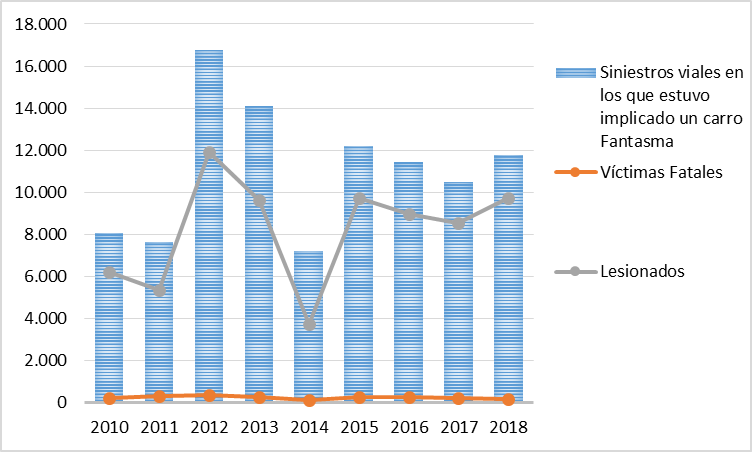 18.000
16.000
14.000
12.000
10.000
8.000
6.000
4.000
2.000
0
2010 2011 2012 2013 2014 2015 2016 2017 2018
Siniestros viales en
los que estuvo
implicado un carro
Fantasma
Víctimas Fatales
Lesionados